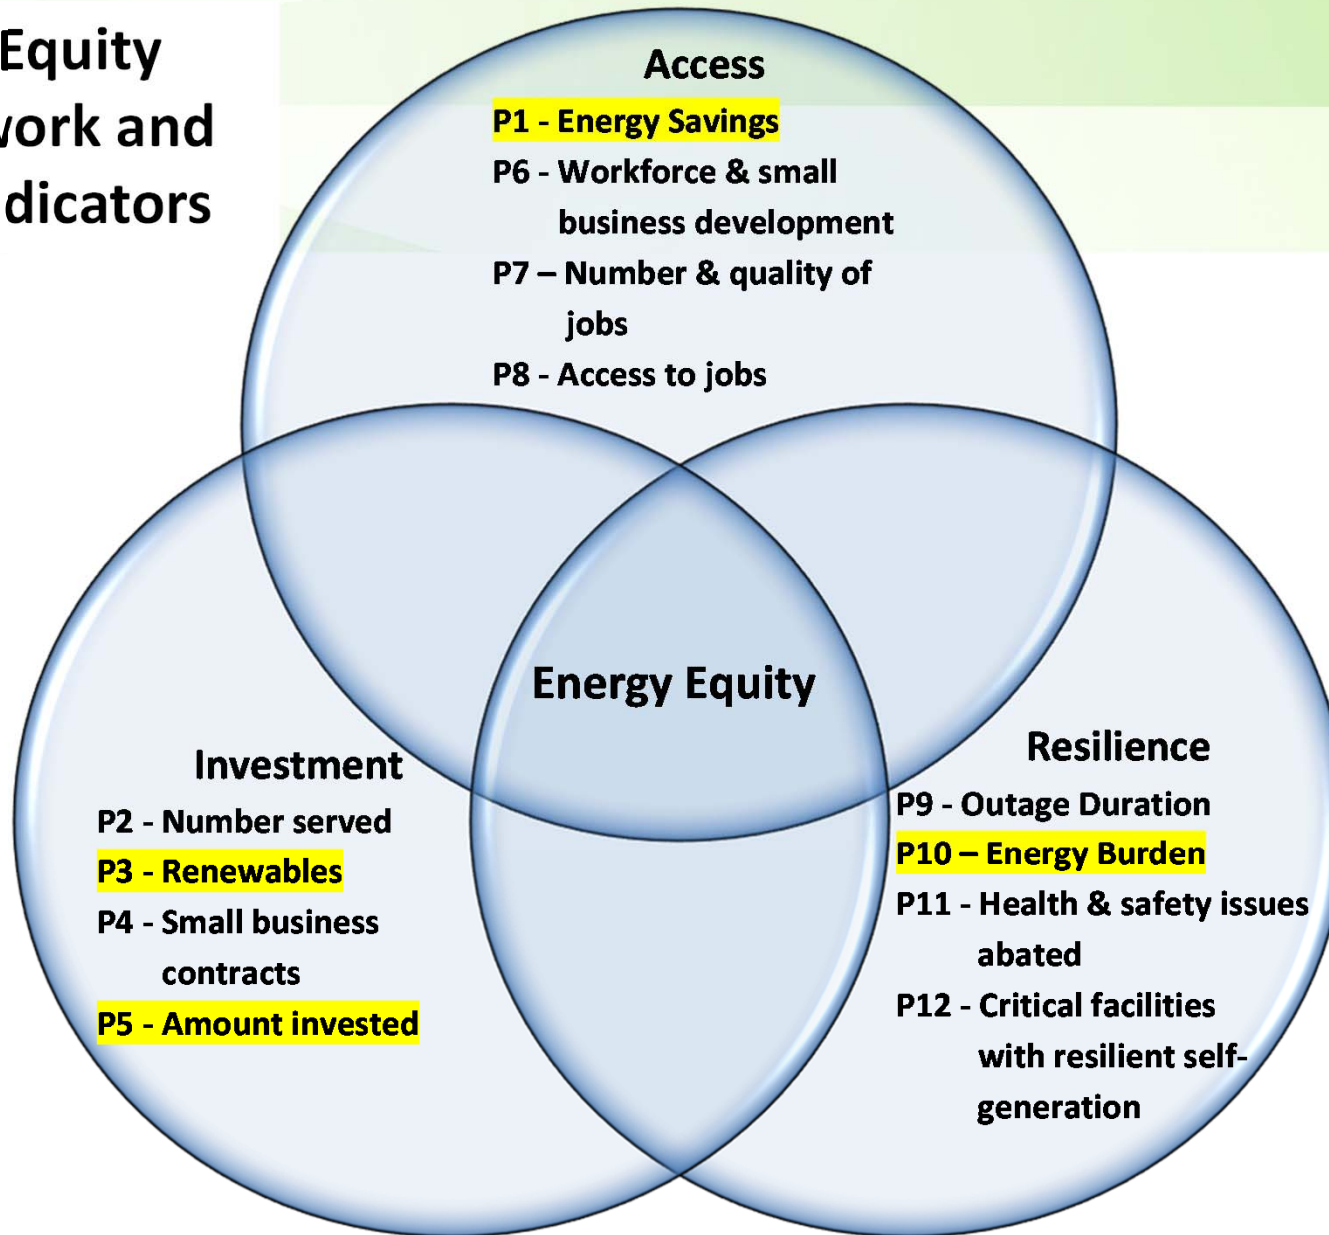 Equity
work and
dicators
Access
P1 - Energy Savings
P6 - Workforce & small
business development
P7 – Number & quality of
jobs
P8 - Access to jobs
Energy Equity
Investment
P2 - Number served
P3 - Renewables
P4 - Small business
contracts
P5 - Amount invested
Resilience
P9 - Outage Duration
P10 – Energy Burden
P11 - Health & safety issues
abated
P12 - Critical facilities
with resilient self-
generation